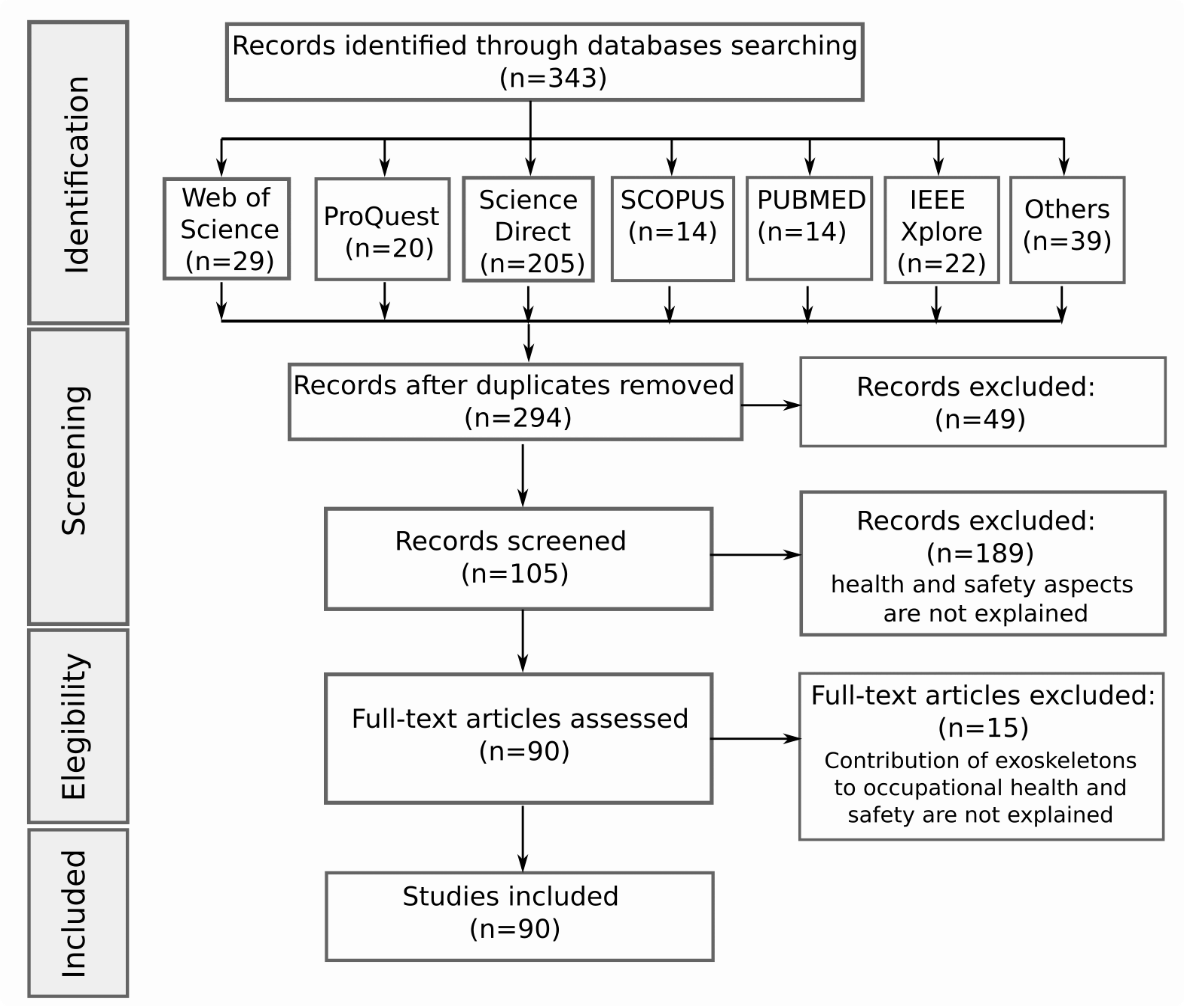 Identification
Records identified through databases searching
(n=343)
Web of
Science
(n=29)
ProQuest
(n=20)
Science
Direct
(n=205)
SCOPUS
(n=14)
PUBMED
(n=14)
IEEE
Xplore
(n=22)
Others
(n=39)
Screening
Records after duplicates removed
(n=294)
Records excluded:
(n=49)
Records screened
(n=105)
Records excluded:
(n=189)
health and safety aspects
are not explained
Elegibility
Full-text articles assessed
(n=90)
Full-text articles excluded:
(n=15)
Contribution of exoskeletons
to occupational health and
safety are not explained
Included
Studies included
(n=90)